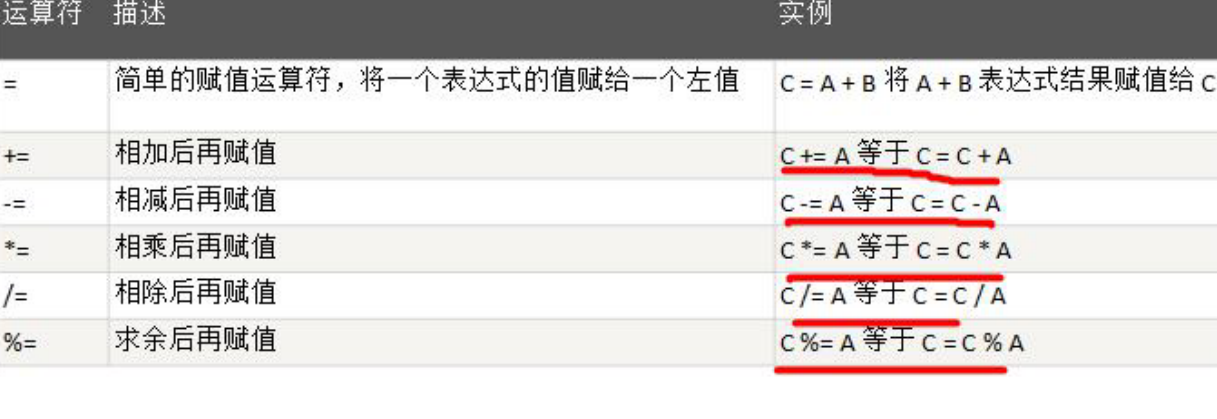 运算符 描述 实例
= 简单的赋值运算符，将一个表达式的值赋给一个左值 C = A + B 将 A + B 表达式结果赋值给 C
+= 相加后再赋值 C += A 等于 C = C + A
-= 相减后再赋值 C -= A 等于 C = C - A
*= 相乘后再赋值 C *= A 等于 C = C * A
/= 相除后再赋值 C /= A 等于 C = C / A
%= 求余后再赋值 C %= A 等于 C = C % A